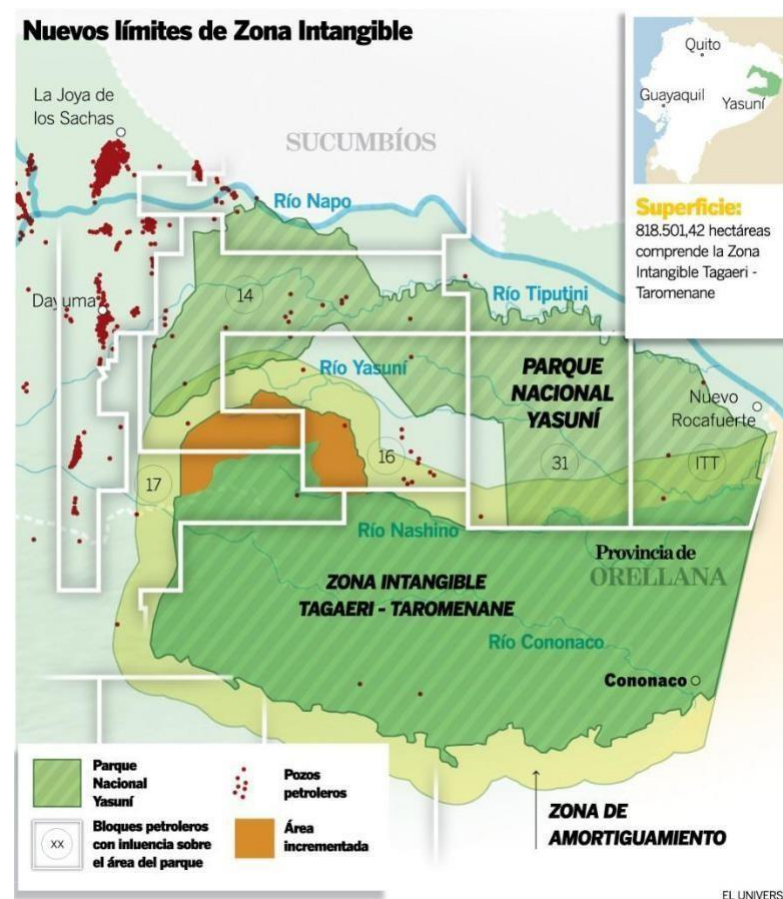 Nuevos límites de Zona Intangible
Quito
Guayaquil
Yasuní
Superficie:
818.501,42 hectáreas
comprende la Zona
Intangible Tagaeri -
Taromenane
La Joya de
los Sachas
SUCUMBÍOS
Río Napo
14
Dayuma
Río Tiputini
Río Yasuní
PARQUE
NACIONAL
YASUNÍ
Nuevo
Rocafuerte
16
31
ITT
17
Río Nashino
Provincia de
ORELLANA
ZONA INTANGIBLE
TAGAERI - TAROMENANE
Río Cononaco
Cononaco
Parque
Nacional
Yasuní
Pozos
petroleros
XX
Bloques petroleros
con inluencia sobre
el área del parque
Área
incrementada
ZONA DE
AMORTIGUAMIENTO
EL UNIVERS